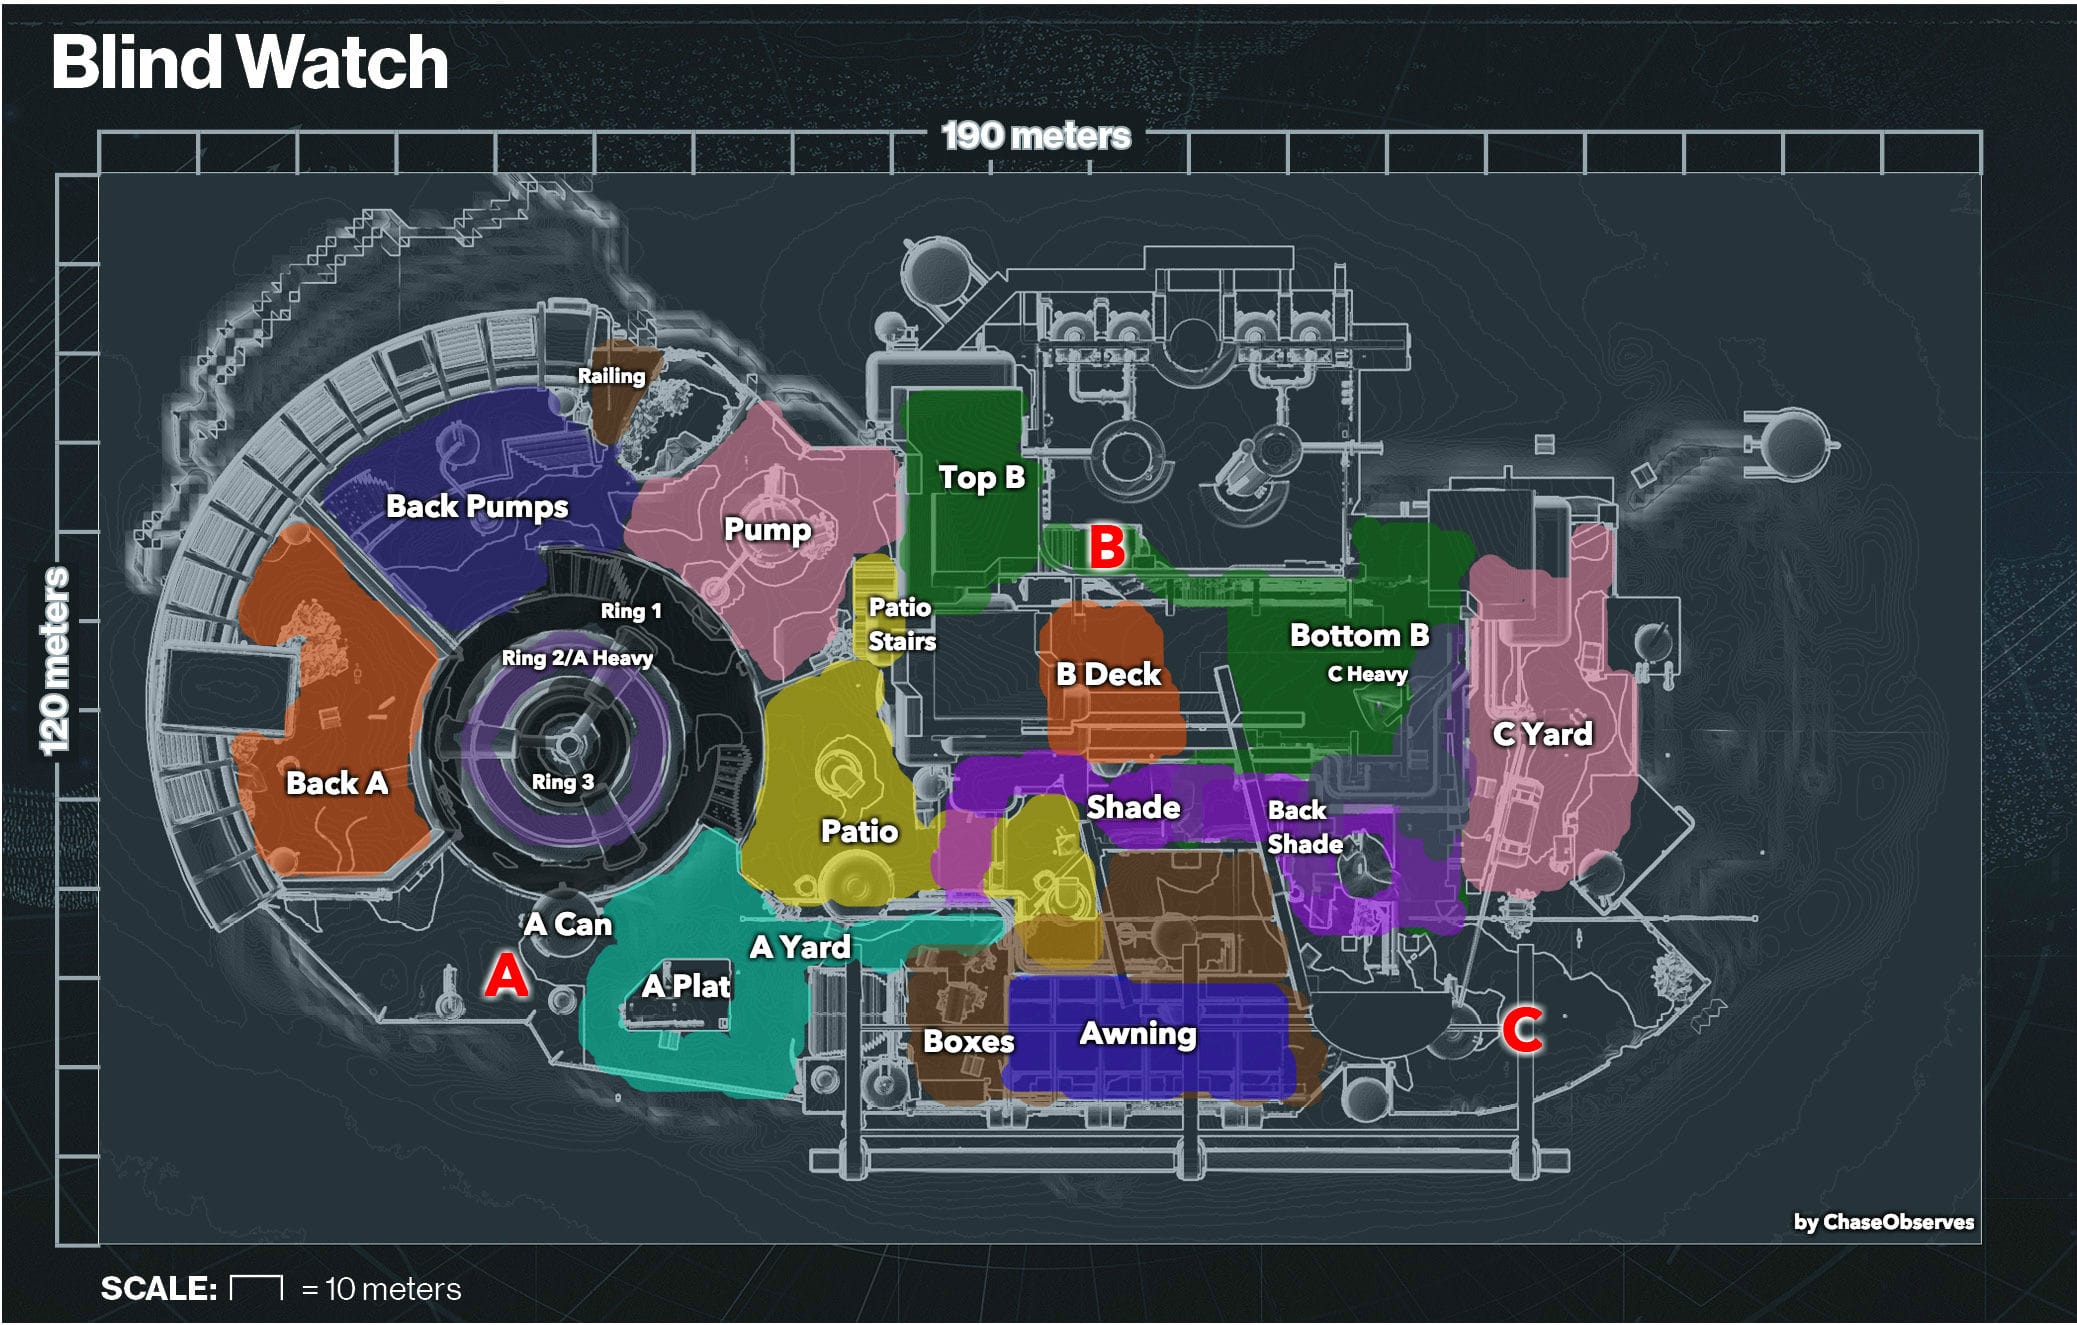 Blind Watch
190 meters
120 meters
Railing
Back Pumps
Top B
Pump
B
Ring 1
Patio
Stairs
Bottom B
Ring 2/A Heavy
B Deck
C Heavy
C Yard
Ring 3
Back A
Shade
Back
Shade
Patio
A Can
A Yard
A
A Plat
Boxes
Awning
C
by ChaseObserves
SCALE: = 10 meters